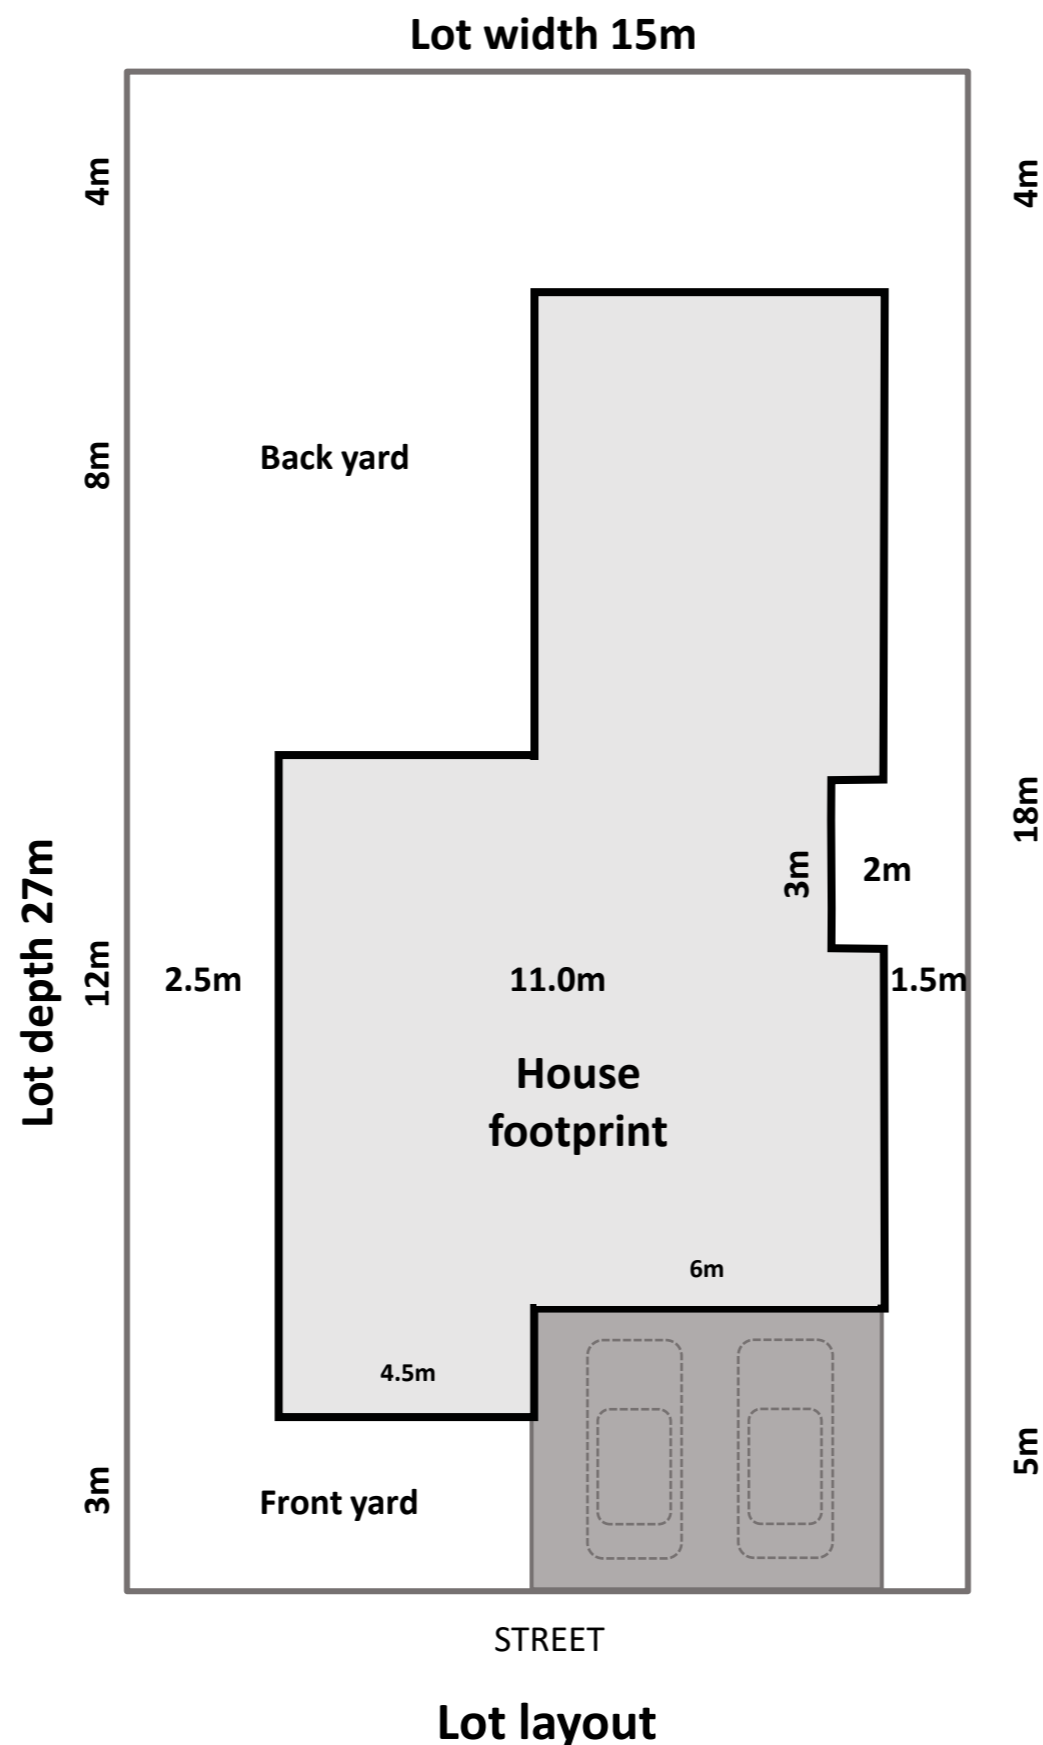 Lot width 15m
4m
4m
Back yard
8m
18m
3m
2m
Lot depth 27m
12m
2.5m
11.0m
1.5m
House
footprint
6m
4.5m
3m
Front yard
5m
STREET
Lot layout